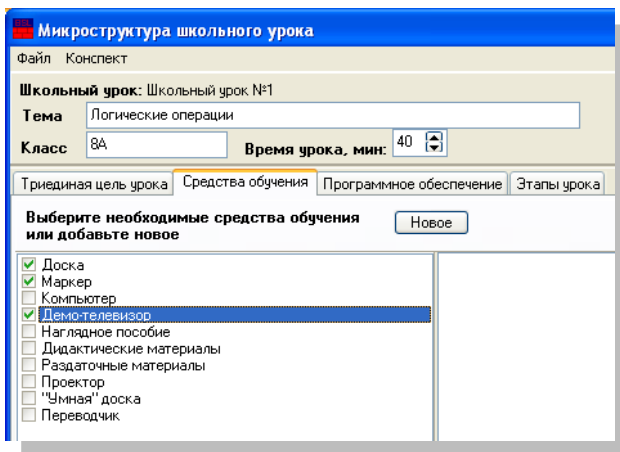 Микроструктура школьного урока
Файл Конспект
Школьный урок: Школьный урок №1
Тема Логические операции
Класс 8А Время урока, мин: 40
Триединая цель урока Средства обучения Программное обеспечение Этапы урока
Выберите необходимые средства обучения
или добавьте новое Новое
Доска
Маркер
Компьютер
Демо-телевизор
Наглядное пособие
Дидактические материалы
Раздаточные материалы
Проектор
"Умная" доска
Переводчик